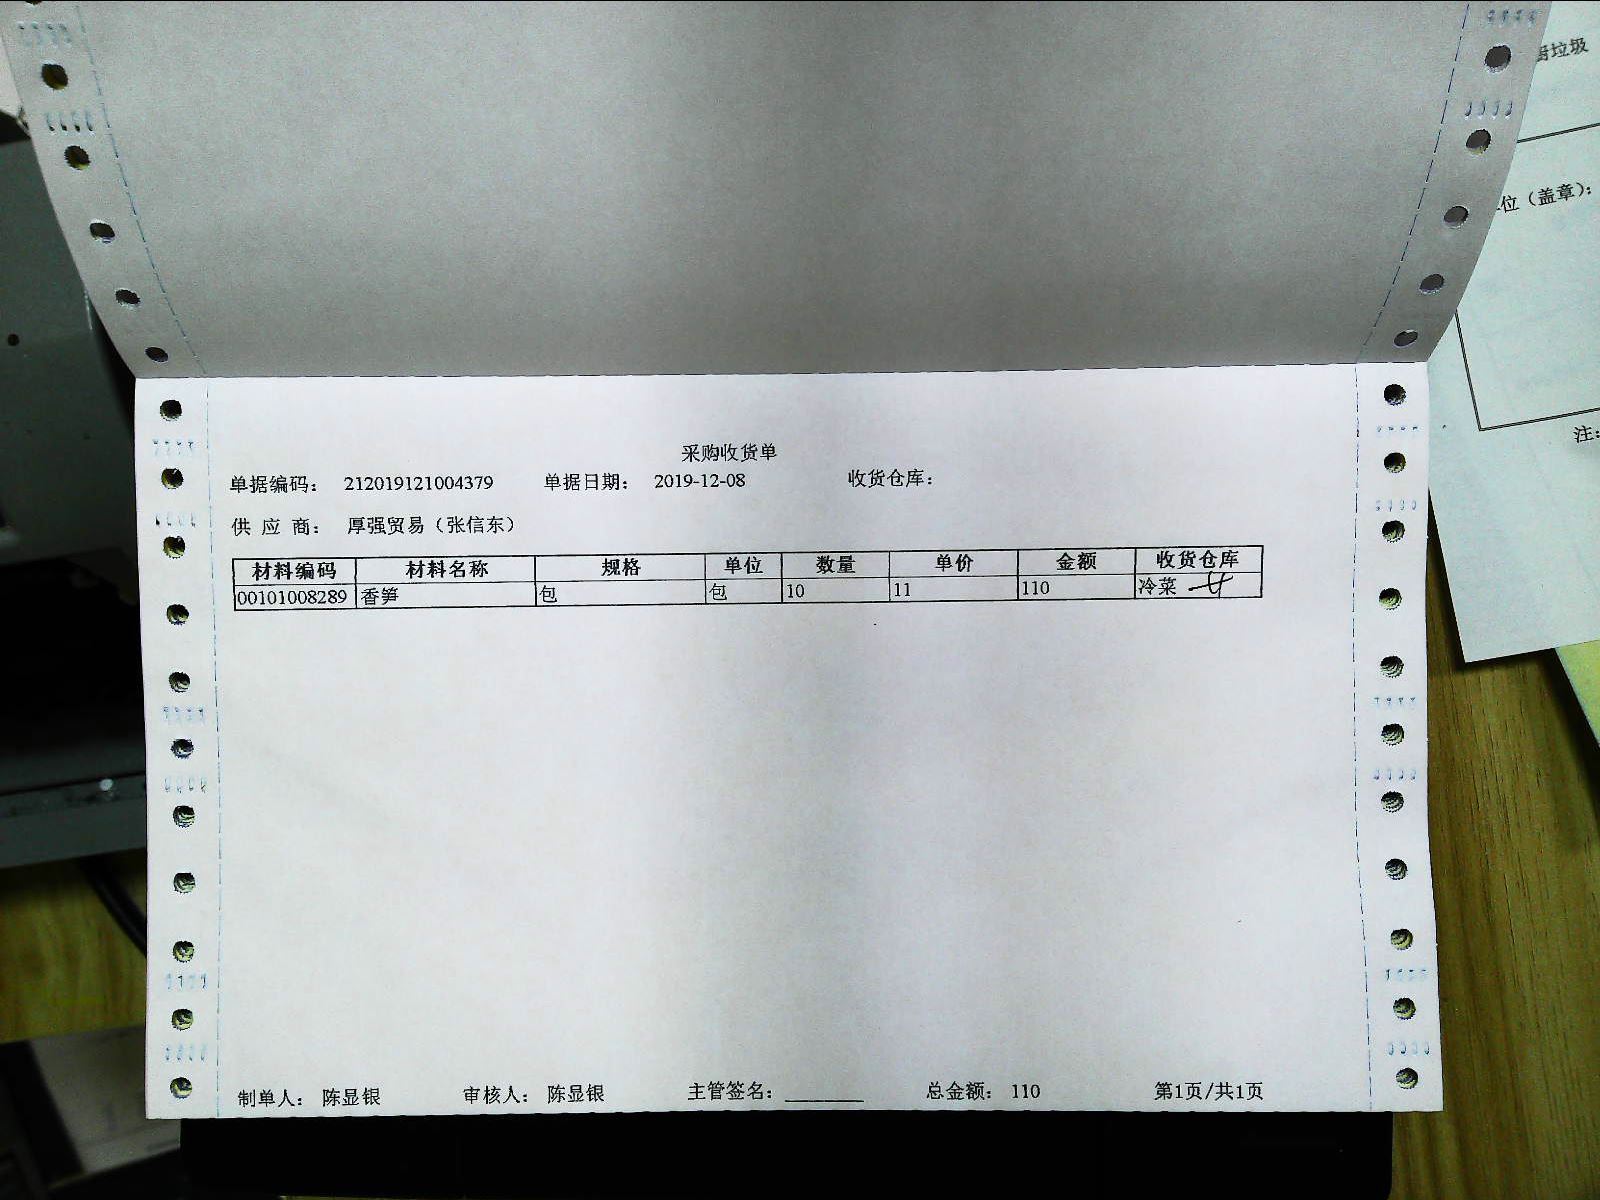 采购收货单
单据编码: 212019121004379 单据日期: 2019-12-08 收货仓库:
供 应 商: 厚强贸易（张信东）
材料编码 材料名称 规格 单位 数量 单价 金额 收货仓库
00101008289 香笋 包 包 10 11 110 冷菜
制单人: 陈显银 审核人: 陈显银 主管签名: 总金额: 110 第1页/共1页
垃圾
位（盖章）:
注: